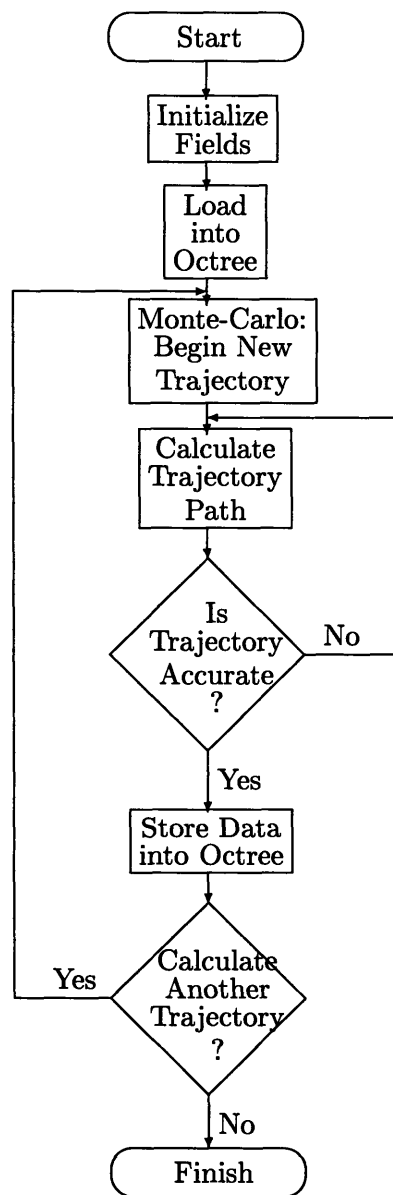 Start
Initialize
Fields
Load
into
Octree
Monte-Carlo:
Begin New
Trajectory
Calculate
Trajectory
Path
Is
Trajectory
Accurate
?
No
Yes
Store Data
into Octree
Calculate
Another
Trajectory
?
Yes
No
Finish